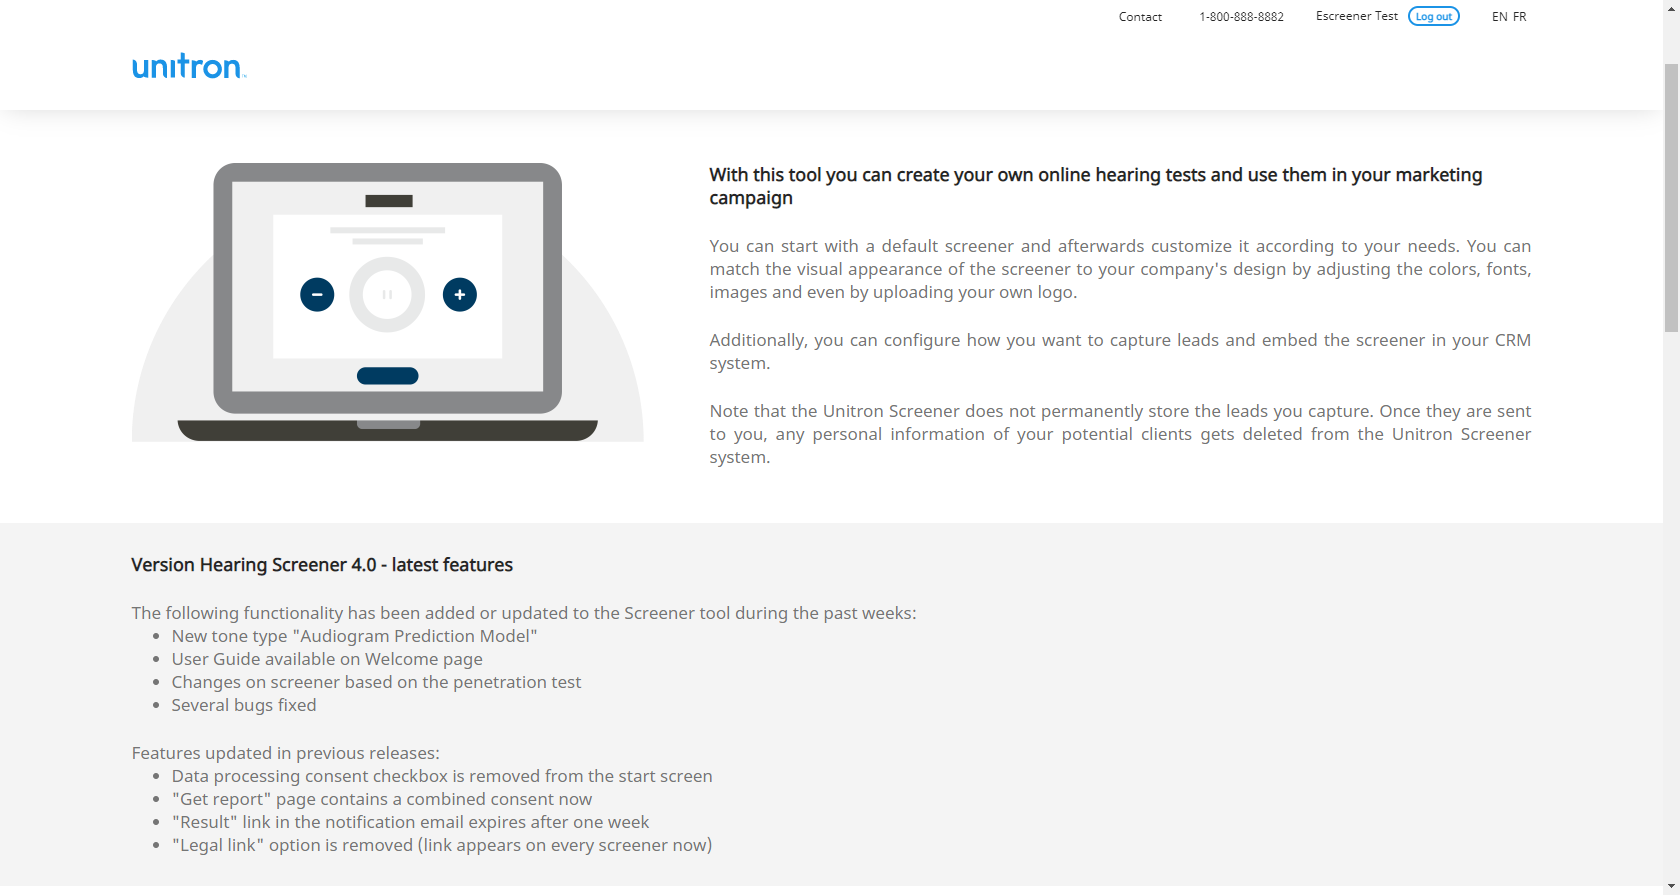 Contact 1-800-888-8882 Escreener Test Log out EN FR
unitron™
With this tool you can create your own online hearing tests and use them in your marketing
campaign
You can start with a default screener and afterwards customize it according to your needs. You can
match the visual appearance of the screener to your company's design by adjusting the colors, fonts,
images and even by uploading your own logo.
Additionally, you can configure how you want to capture leads and embed the screener in your CRM
system.
Note that the Unitron Screener does not permanently store the leads you capture. Once they are sent
to you, any personal information of your potential clients gets deleted from the Unitron Screener
system.
Version Hearing Screener 4.0 - latest features
The following functionality has been added or updated to the Screener tool during the past weeks:
• New tone type "Audiogram Prediction Model"
• User Guide available on Welcome page
• Changes on screener based on the penetration test
• Several bugs fixed
Features updated in previous releases:
• Data processing consent checkbox is removed from the start screen
• "Get report" page contains a combined consent now
• "Result" link in the notification email expires after one week
• "Legal link" option is removed (link appears on every screener now)